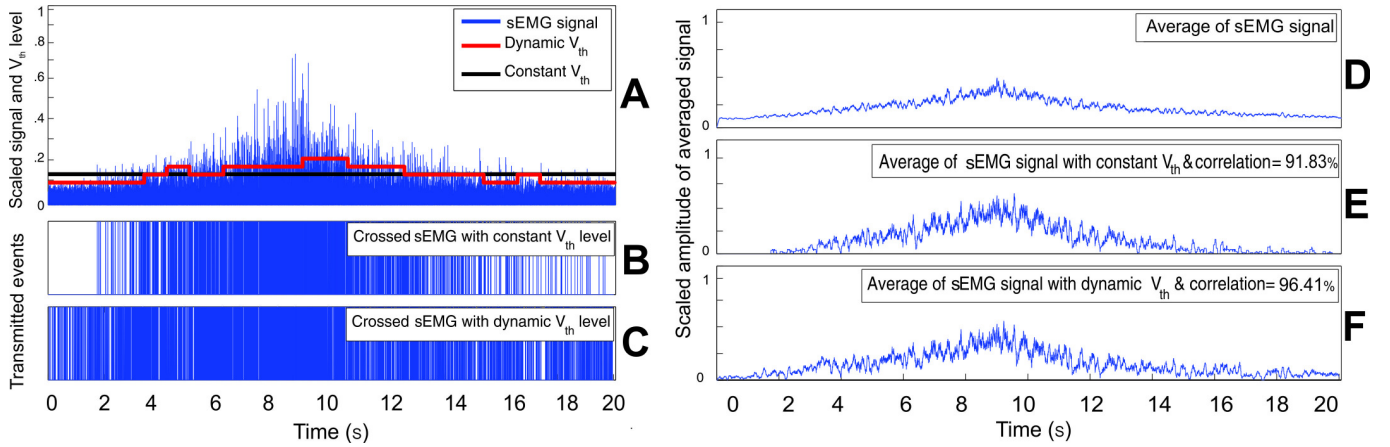 Scaled signal and Vth level
1
.8
.6
.4
.2
0
sEMG signal
Dynamic Vth
Constant Vth
A
Transmitted events
Crossed sEMG with constant Vth level
B
Crossed sEMG with dynamic Vth level
C
0 2 4 6 8 10 12 14 16 18 20
Time (s)
Scaled amplitude of averaged signal
1
0
Average of sEMG signal
D
1
0
Average of sEMG signal with constant Vth & correlation= 91.83%
E
1
0
Average of sEMG signal with dynamic Vth & correlation= 96.41%
F
0 2 4 6 8 10 12 14 16 18 20
Time (s)